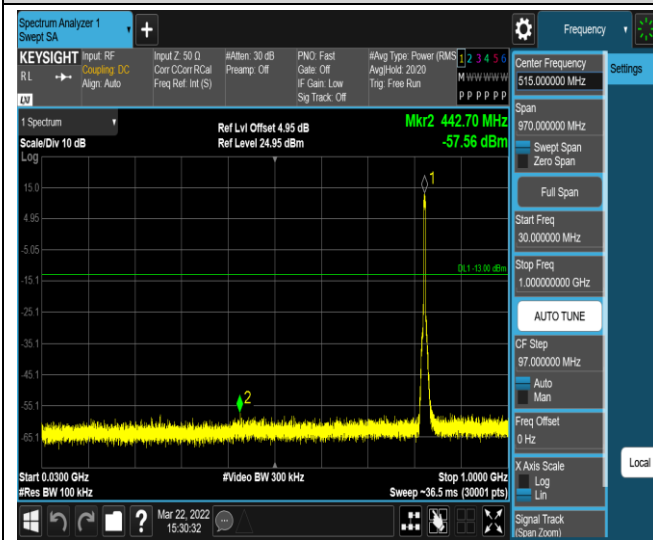 Spectrum Analyzer 1
Swept SA
+
Frequency
KEYSIGHT
RL
LXI
Input: RF
Coupling: DC
Align: Auto
Input Z: 50 Ω
Corr CCorr RCal
Freq Ref: Int (S)
#Atten: 30 dB
Preamp: Off
PNO: Fast
Gate: Off
IF Gain: Low
Sig Track: Off
#Avg Type: Power (RMS
Avg|Hold: 20/20
Trig: Free Run
1 2 3 4 5 6
M W W W W W
P P P P P P
1 Spectrum
Scale/Div 10 dB
Log
Ref Lvl Offset 4.95 dB
Ref Level 24.95 dBm
Mkr2 442.70 MHz
-57.56 dBm
15.0
4.95
-5.05
-15.1
-25.1
-35.1
-45.1
-55.1
-65.1
1
DL1 -13.00 dBm
2
Start 0.0300 GHz
#Res BW 100 kHz
#Video BW 300 kHz
Stop 1.0000 GHz
Sweep ~36.5 ms (30001 pts)
?
Mar 22, 2022
15:30:32
Center Frequency
515.000000 MHz
Span
970.000000 MHz
Swept Span
Zero Span
Full Span
Start Freq
30.000000 MHz
Stop Freq
1.000000000 GHz
AUTO TUNE
CF Step
97.000000 MHz
Auto
Man
Freq Offset
0 Hz
X Axis Scale
Log
Lin
Signal Track
(Span Zoom)
Settings
Local